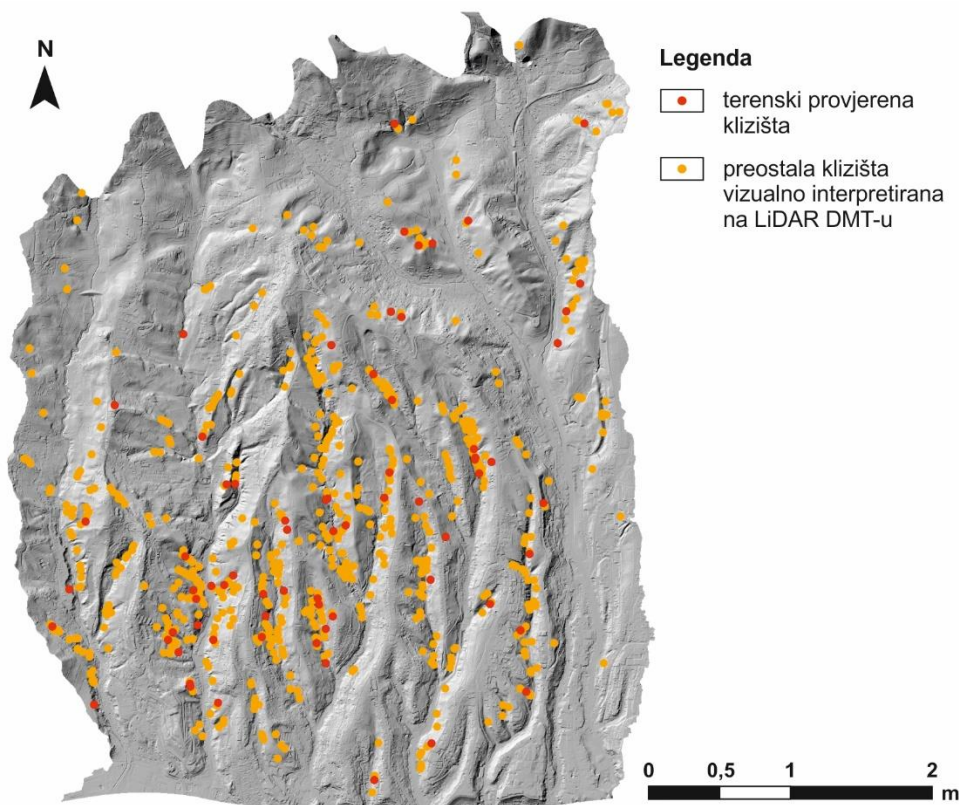 N
Legenda
terenski provjerena
klizišta
preostala klizišta
vizualno interpretirana
na LiDAR DMT-u
0 0,5 1 2
m